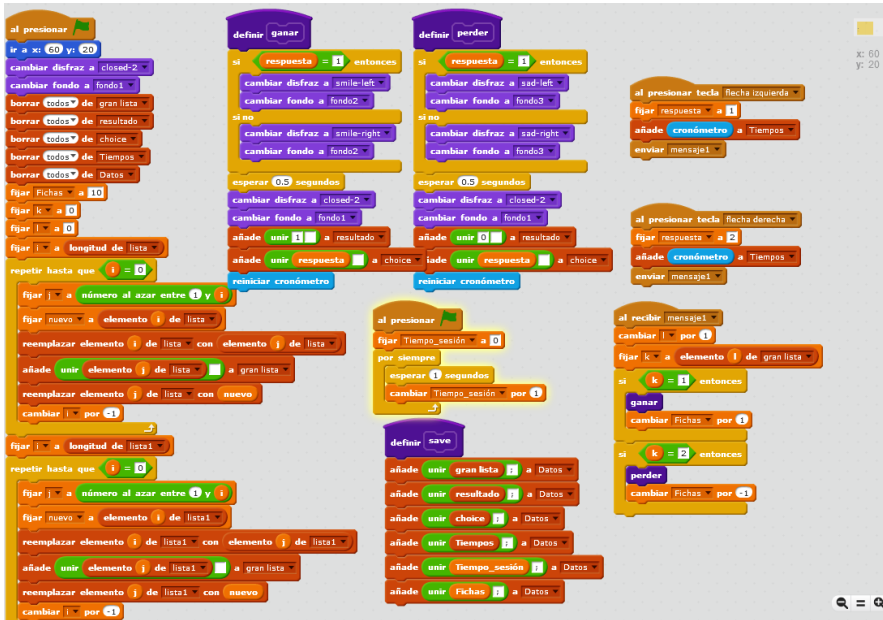 al presionar
ir a x: 60 y: 20
cambiar disfraz a closed-2
cambiar fondo a fondo1
borrar todos de gran lista
borrar todos de resultado
borrar todos de choice
borrar todos de Tiempos
borrar todos de Datos
fijar Fichas a 10
fijar k a 0
fijar l a 0
fijar i a longitud de lista
repetir hasta que i = 0
fijar j a número al azar entre 1 y i
fijar nuevo a elemento i de lista
reemplazar elemento i de lista con elemento j de lista
añade unir elemento j de lista a gran lista
reemplazar elemento j de lista con nuevo
cambiar i por -1
fijar i a longitud de lista1
repetir hasta que i = 0
fijar j a número al azar entre 1 y i
fijar nuevo a elemento i de lista1
reemplazar elemento i de lista1 con elemento j de lista1
añade unir elemento j de lista1 a gran lista
reemplazar elemento j de lista1 con nuevo
cambiar i por -1
definir ganar
si respuesta = 1 entonces
cambiar disfraz a smile-left
cambiar fondo a fondo2
si no
cambiar disfraz a smile-right
cambiar fondo a fondo2
esperar 0.5 segundos
cambiar disfraz a closed-2
cambiar fondo a fondo1
añade unir 1 a resultado
añade unir respuesta a choice
reiniciar cronómetro
definir perder
si respuesta = 1 entonces
cambiar disfraz a sad-left
cambiar fondo a fondo3
si no
cambiar disfraz a sad-right
cambiar fondo a fondo3
esperar 0.5 segundos
cambiar disfraz a closed-2
cambiar fondo a fondo1
añade unir 0 a resultado
iade unir respuesta a choice
reiniciar cronómetro
al presionar
fijar Tiempo_sesión a 0
por siempre
esperar 1 segundos
cambiar Tiempo_sesión por 1
definir save
añade unir gran lista ; a Datos
añade unir resultado ; a Datos
añade unir choice ; a Datos
añade unir Tiempos ; a Datos
añade unir Tiempo_sesión ; a Datos
añade unir Fichas ; a Datos
x: 60
y: 20
al presionar tecla flecha izquierda
fijar respuesta a 1
añade cronómetro a Tiempos
enviar mensaje1
al presionar tecla flecha derecha
fijar respuesta a 2
añade cronómetro a Tiempos
enviar mensaje1
al recibir mensaje1
cambiar l por 1
fijar k a elemento l de gran lista
si k = 1 entonces
ganar
cambiar Fichas por 1
si k = 2 entonces
perder
cambiar Fichas por -1